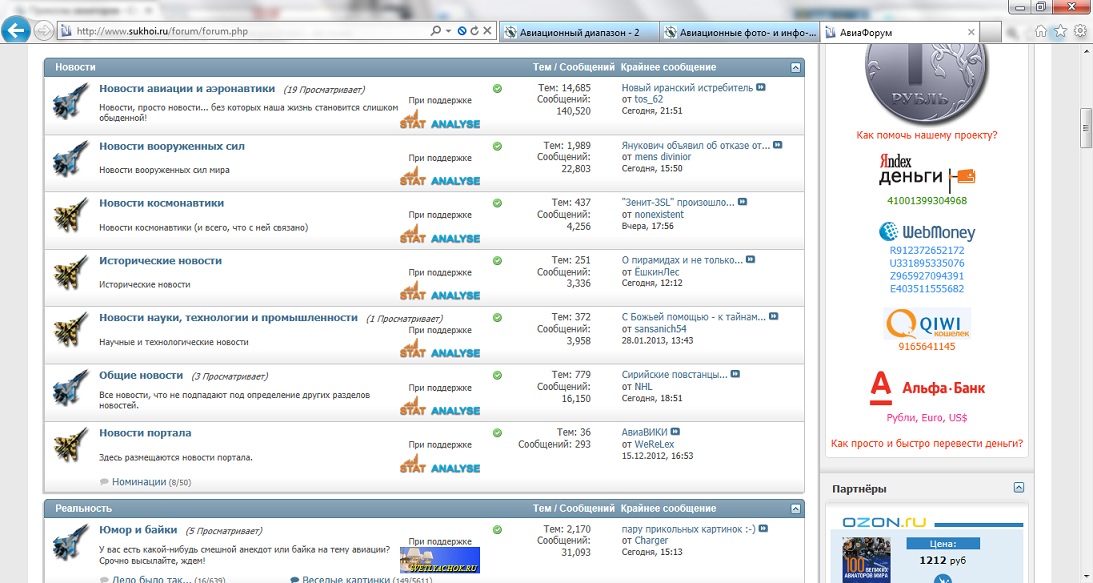 http://www.sukhoi.ru/forum/forum.php
Авиационный диапазон - 2
Авиационные фото- и инфо-...
АвиаФорум
Новости
Тем / Сообщений
Крайнее сообщение
Новости авиации и аэронавтики (19 Просматривает)
Новости, просто новости... без которых наша жизнь становится слишком
обыденной!
При поддержке
STAT ANALYSE
Тем: 14,685
Сообщений:
140,520
Новый иранский истребитель
от tos_62
Сегодня, 21:51
Новости вооруженных сил
Новости вооруженных сил мира
При поддержке
STAT ANALYSE
Тем: 1,989
Сообщений:
22,803
Янукович объявил об отказе от...
от mens divinior
Сегодня, 15:50
Новости космонавтики
Новости космонавтики (и всего, что с ней связано)
При поддержке
STAT ANALYSE
Тем: 437
Сообщений:
4,256
"Зенит-3SL" произошло...
от nonexistent
Вчера, 17:56
Исторические новости
Исторические новости
При поддержке
STAT ANALYSE
Тем: 251
Сообщений:
3,336
О пирамидах и не только...
от ЁшкинЛес
Сегодня, 12:12
Новости науки, технологии и промышленности (1 Просматривает)
Научные и технологические новости
При поддержке
STAT ANALYSE
Тем: 372
Сообщений:
3,958
С Божьей помощью - к тайнам...
от sansanich54
28.01.2013, 13:43
Общие новости (3 Просматривает)
Все новости, что не подпадают под определение других разделов
новостей.
При поддержке
STAT ANALYSE
Тем: 779
Сообщений:
16,150
Сирийские повстанцы...
от NHL
Сегодня, 18:51
Новости портала
Здесь размещаются новости портала.
Номинации (8/50)
При поддержке
STAT ANALYSE
Тем: 36
Сообщений: 293
АвиаВИКИ
от WeReLex
15.12.2012, 16:53
Реальность
Тем / Сообщений
Крайнее сообщение
Юмор и байки (5 Просматривает)
У вас есть какой-нибудь смешной анекдот или байка на тему авиации?
Срочно высылайте, ждем!
Дело было так... (16/639)
Веселые картинки (149/5611)
При поддержке
SVETLYACHOK.RU
Тем: 2,170
Сообщений:
31,093
пару прикольных картинок :-)
от Charger
Сегодня, 15:13
1
РУБЛЬ
Как помочь нашему проекту?
Яndex
деньги
41001399304968
WebMoney
R912372652172
U331895335076
Z965927094391
E403511555682
QIWI
кошелек
9165641145
А Альфа·Банк
Рубли, Euro, US$
Как просто и быстро перевести деньги?
Партнёры
OZON.RU
100 ВЕЛИКИХ
АВИАТОРОВ МИРА
Цена:
1212 руб